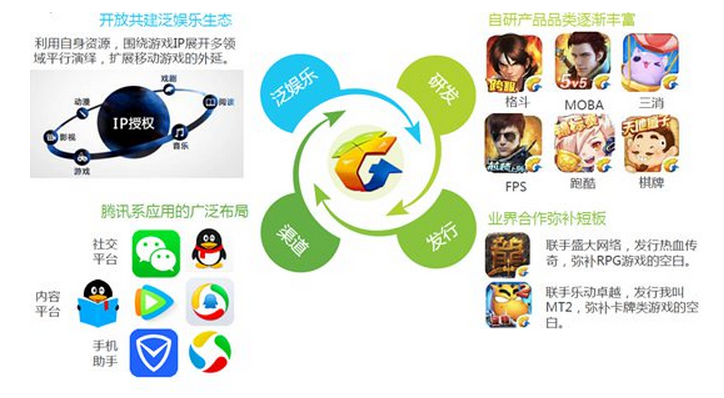 开放共建泛娱乐生态
利用自身资源，围绕游戏IP展开多领
域平行演绎，扩展移动游戏的外延。
戏剧
动漫
阅读
IP授权
影视
音乐
游戏
泛娱乐
研发
渠道
发行
自研产品品类逐渐丰富
跨服
5v5
格斗
MOBA
三消
天地
FPS
跑酷
棋牌
腾讯系应用的广泛布局
社交
平台
内容
平台
手机
助手
业界合作弥补短板
联手盛大网络，发行热血传
奇，弥补RPG游戏的空白。
联手乐动卓越，发行我叫
MT2，弥补卡牌类游戏的空
白。